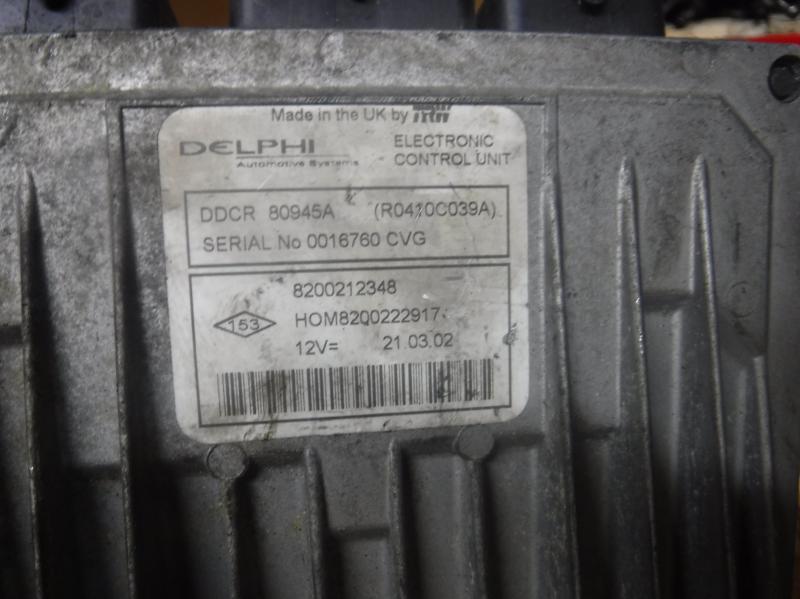 Made in the UK by TRW
DELPHI
Automotive Systems
ELECTRONIC
CONTROL UNIT
DDCR 80945A (R0410C039A)
SERIAL No 0016760 CVG
8200212348
153
HOM8200222917
12V= 21.03.02